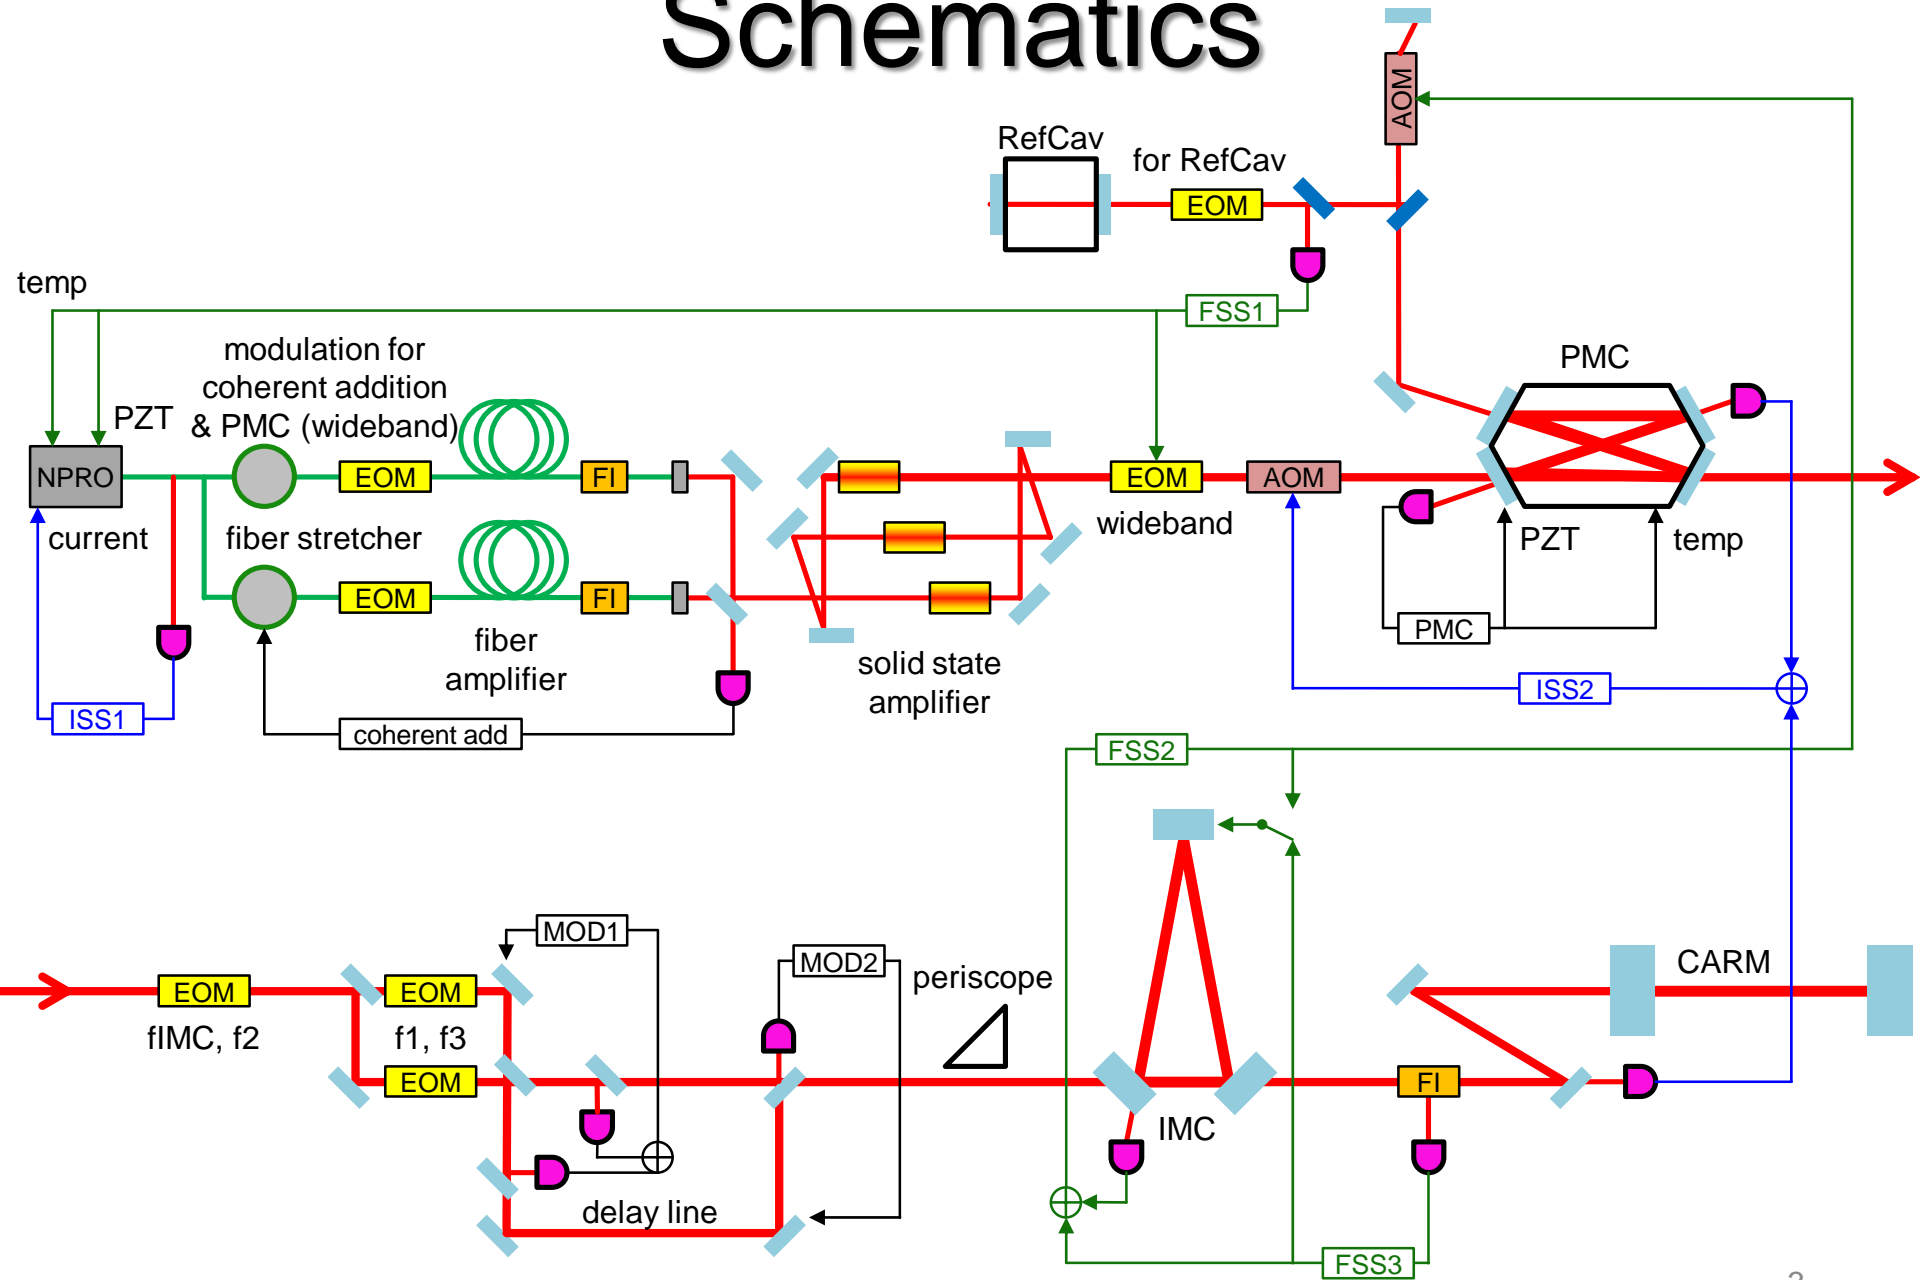 Schematics
AOM
RefCav
for RefCav
EOM
temp
FSS1
modulation for
coherent addition
& PMC (wideband)
PZT
PMC
NPRO
EOM
FI
EOM
AOM
current
fiber stretcher
wideband
PZT
temp
EOM
FI
PMC
fiber
amplifier
solid state
amplifier
ISS1
coherent add
ISS2
FSS2
MOD1
MOD2
periscope
CARM
EOM
EOM
fIMC, f2
f1, f3
EOM
FI
IMC
delay line
FSS3